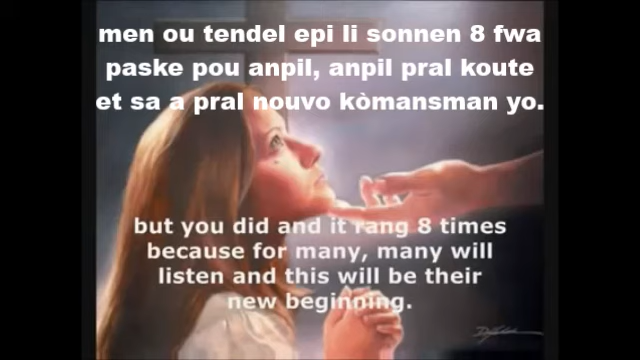 men ou tendel epi li sonnen 8 fwa
paske pou anpil, anpil pral koute
et sa a pral nouvo kòmansman yo.
but you did and it rang 8 times
because for many, many will
listen and this will be their
new beginning.